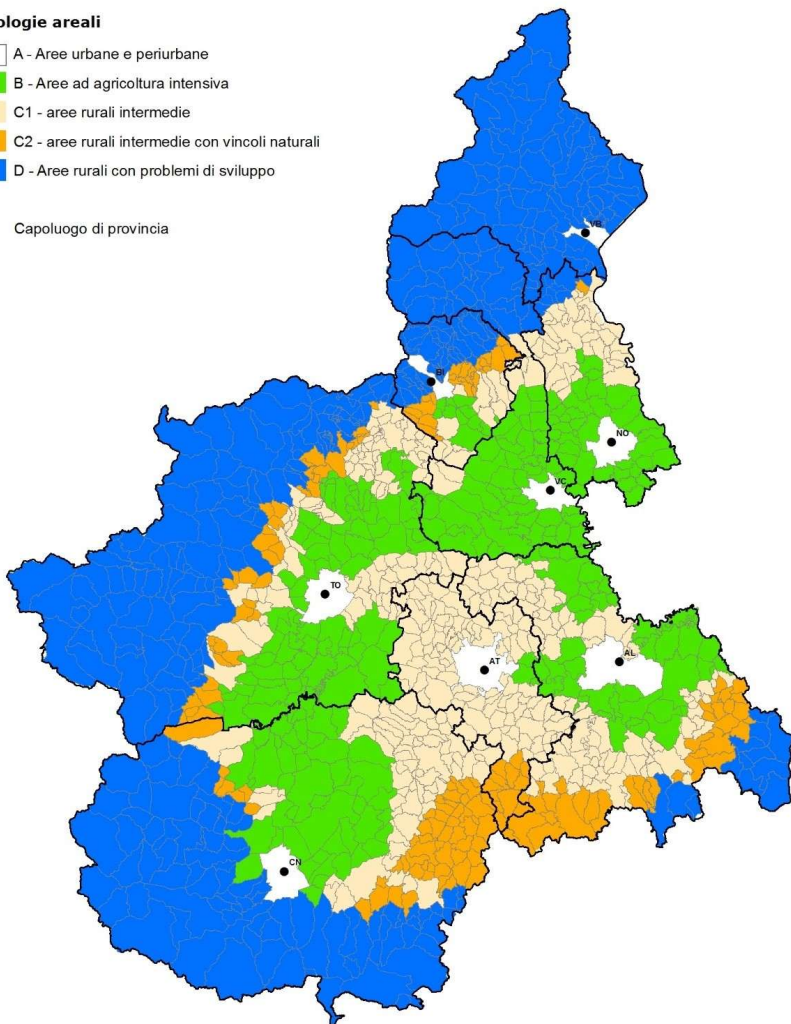 ologie areali
A - Aree urbane e periurbane
B - Aree ad agricoltura intensiva
C1 - aree rurali intermedie
C2 - aree rurali intermedie con vincoli naturali
D - Aree rurali con problemi di sviluppo
Capoluogo di provincia
VB
BI
NO
VC
TO
AT
AL
CN